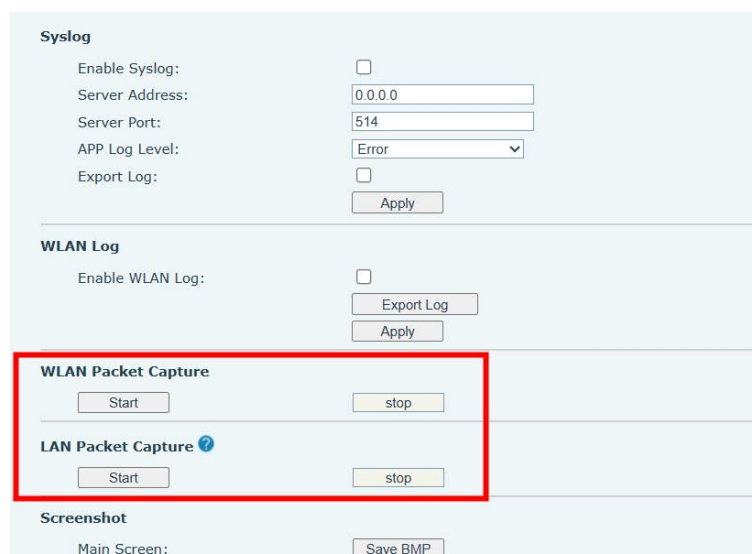 Syslog
Enable Syslog:
Server Address: 0.0.0.0
Server Port: 514
APP Log Level: Error
Export Log:
Apply
WLAN Log
Enable WLAN Log:
Export Log
Apply
WLAN Packet Capture
Start stop
LAN Packet Capture ?
Start stop
Screenshot
Main Screen: Save BMP